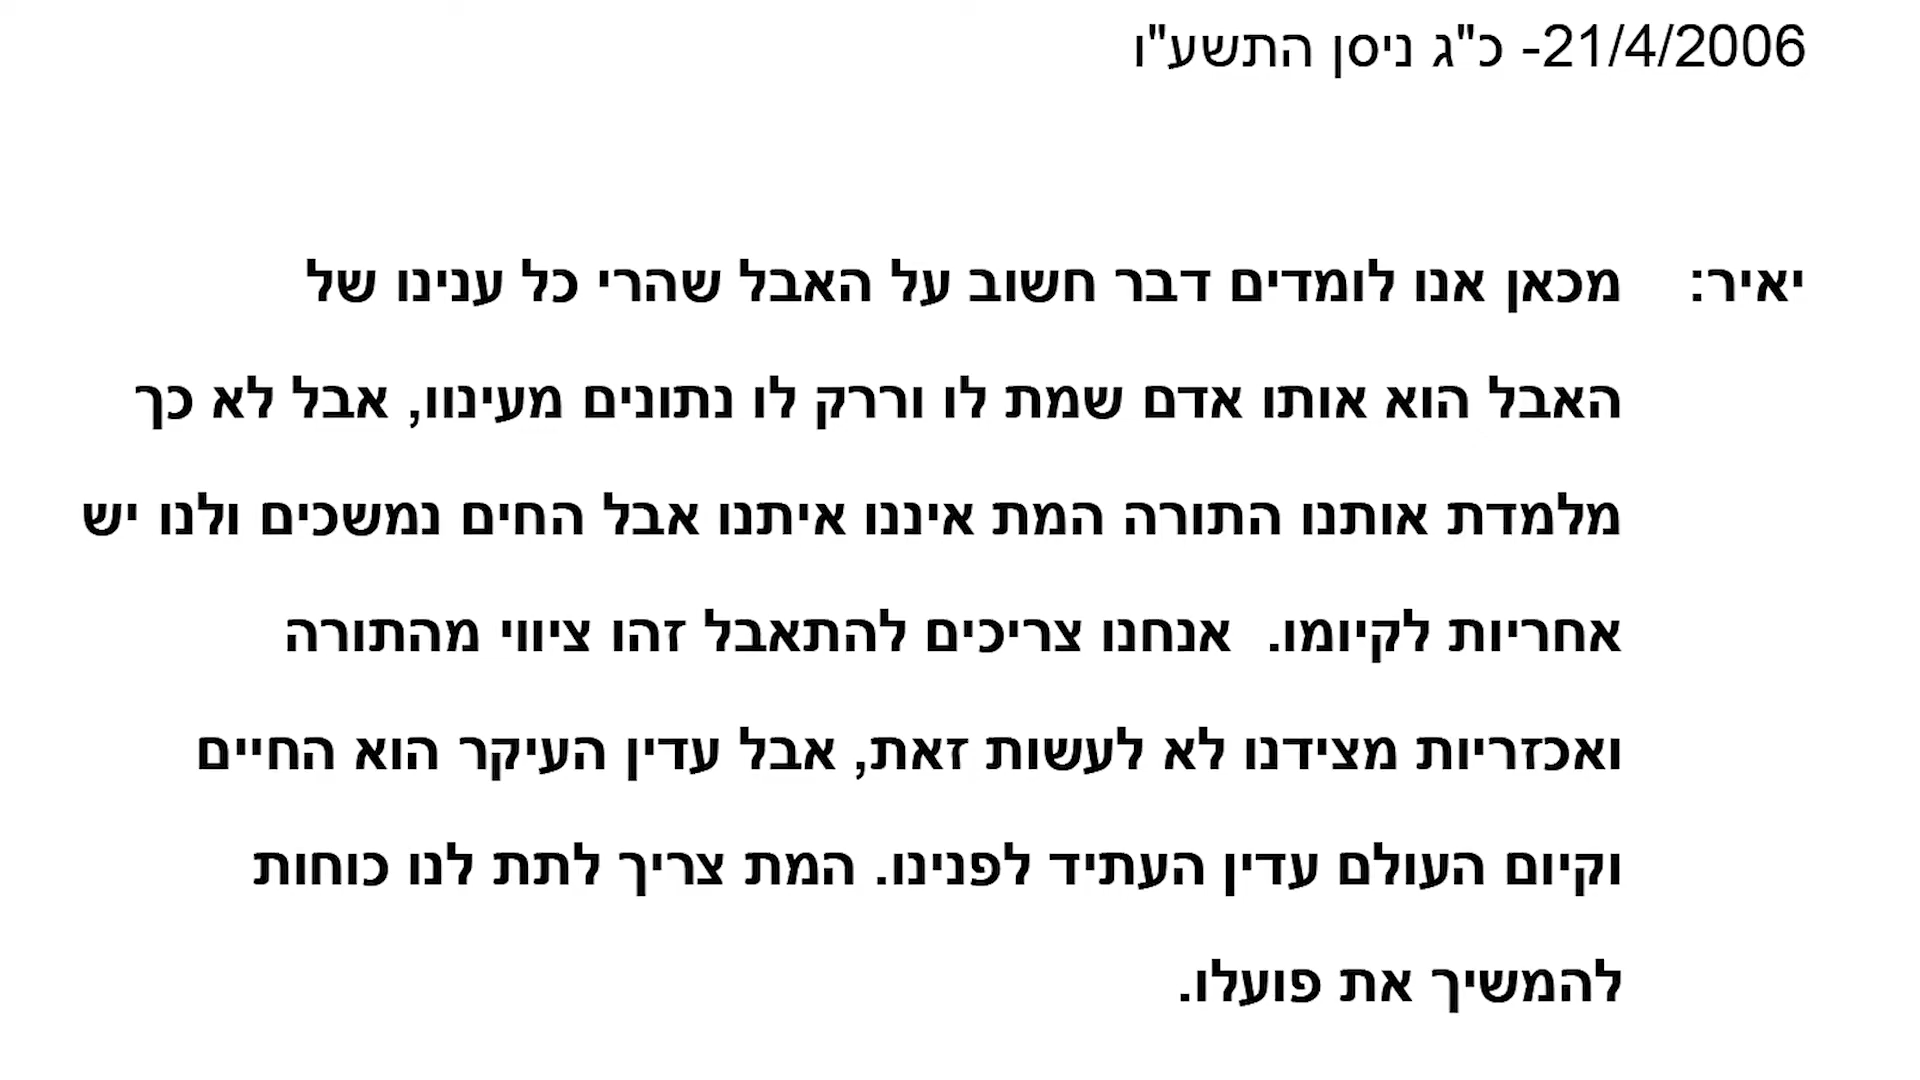 21/4/2006- כ"ג ניסן התשע"ו
יאיר: מכאן אנו לומדים דבר חשוב על האבל שהרי כל ענינו של
האבל הוא אותו אדם שמת לו וררק לו נתונים מעינוו, אבל לא כך
מלמדת אותנו התורה המת איננו איתנו אבל החים נמשכים ולנו יש
אחריות לקיומו. אנחנו צריכים להתאבל זהו ציווי מהתורה
ואכזריות מצידנו לא לעשות זאת, אבל עדין העיקר הוא החיים
וקיום העולם עדין העתיד לפנינו. המת צריך לתת לנו כוחות
להמשיך את פועלו.